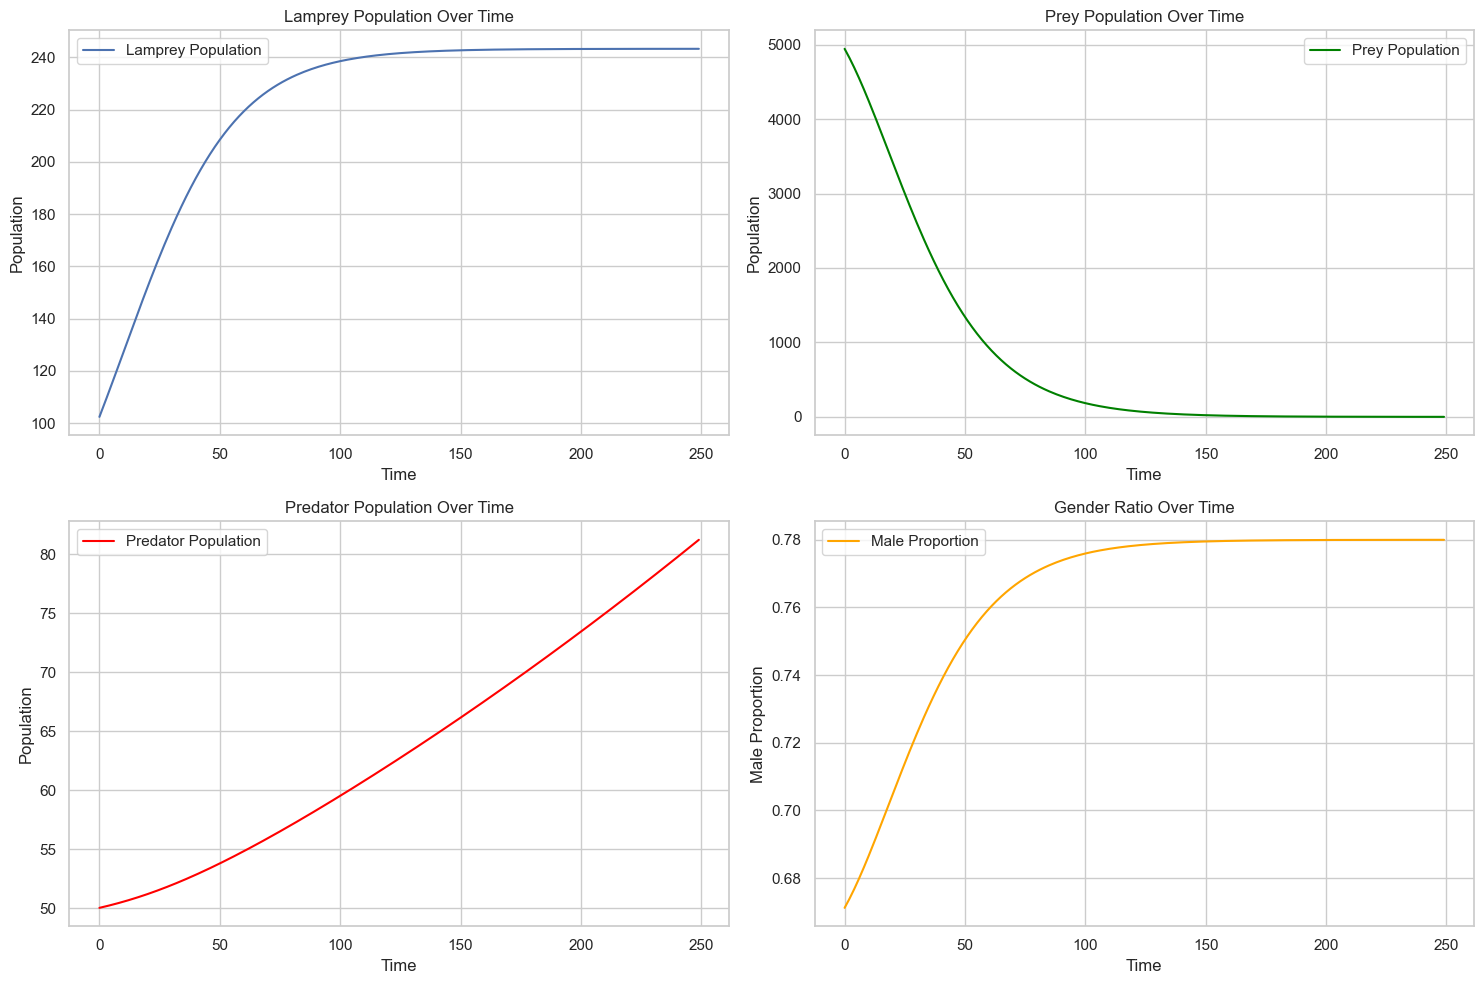 Lamprey Population Over Time
Lamprey Population
240
220
200
180
160
140
120
100
Population
0 50 100 150 200 250
Time
Prey Population Over Time
Prey Population
5000
4000
3000
2000
1000
0
Population
0 50 100 150 200 250
Time
Predator Population Over Time
Predator Population
80
75
70
65
60
55
50
Population
0 50 100 150 200 250
Time
Gender Ratio Over Time
Male Proportion
0.78
0.76
0.74
0.72
0.70
0.68
Male Proportion
0 50 100 150 200 250
Time